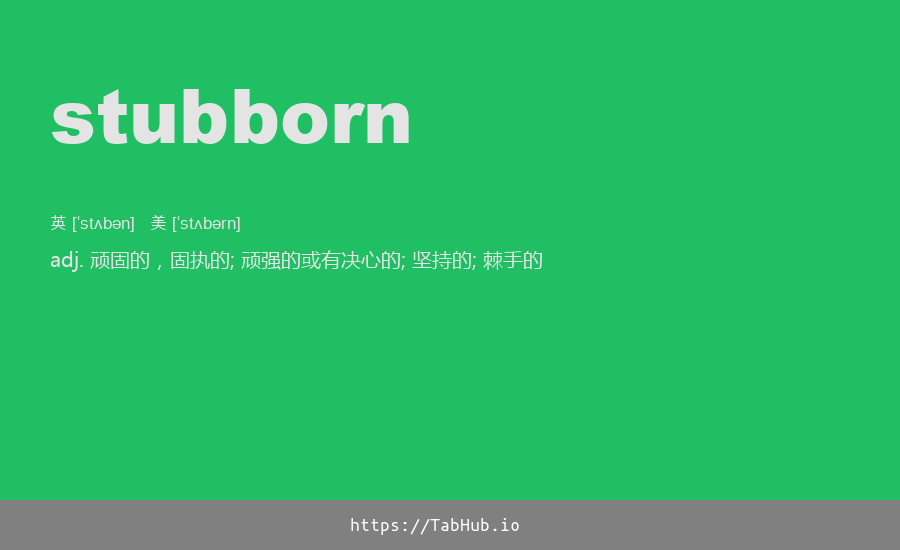 stubborn
英 [ˈstʌbən] 美 [ˈstʌbərn]
adj. 顽固的，固执的; 顽强的或有决心的; 坚持的; 棘手的
https://TabHub.io